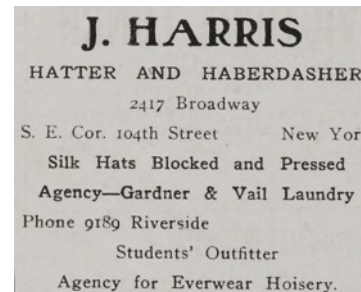 J. HARRIS
HATTER AND HABERDASHER
2417 Broadway
S. E. Cor. 104th Street New Yor
Silk Hats Blocked and Pressed
Agency—Gardner & Vail Laundry
Phone 9189 Riverside
Students' Outfitter
Agency for Everwear Hoisery.